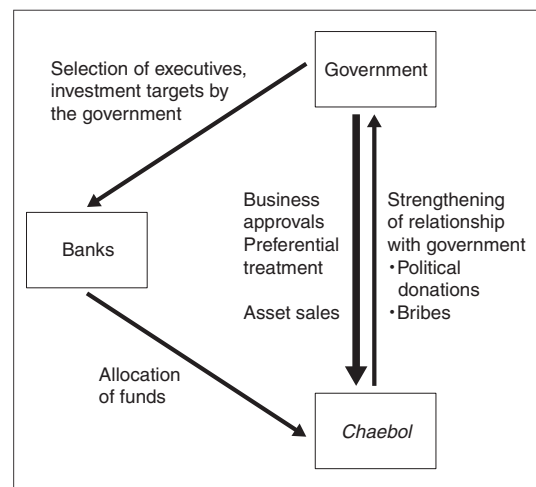 Selection of executives,
investment targets by
the government
Government
Banks
Business
approvals
Preferential
treatment
Asset sales
Strengthening
of relationship
with government
・Political
donations
・Bribes
Allocation
of funds
Chaebol